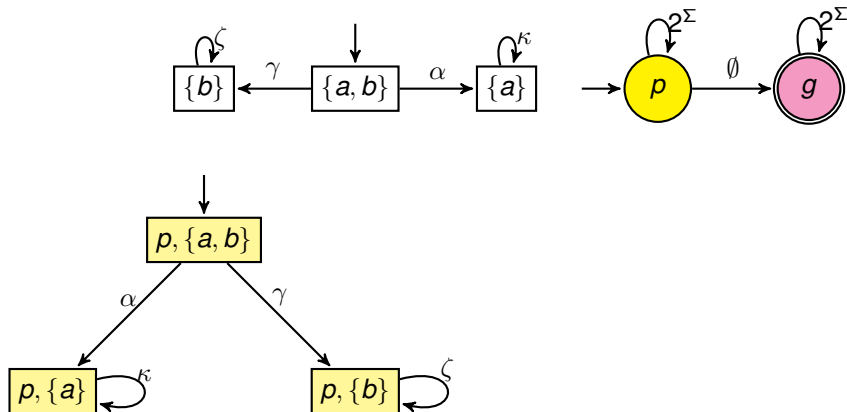 ζ κ 2^Σ 2^Σ
{b} γ {a, b} α {a} p ∅ g
p, {a, b}
α γ
p, {a} κ p, {b} ζ